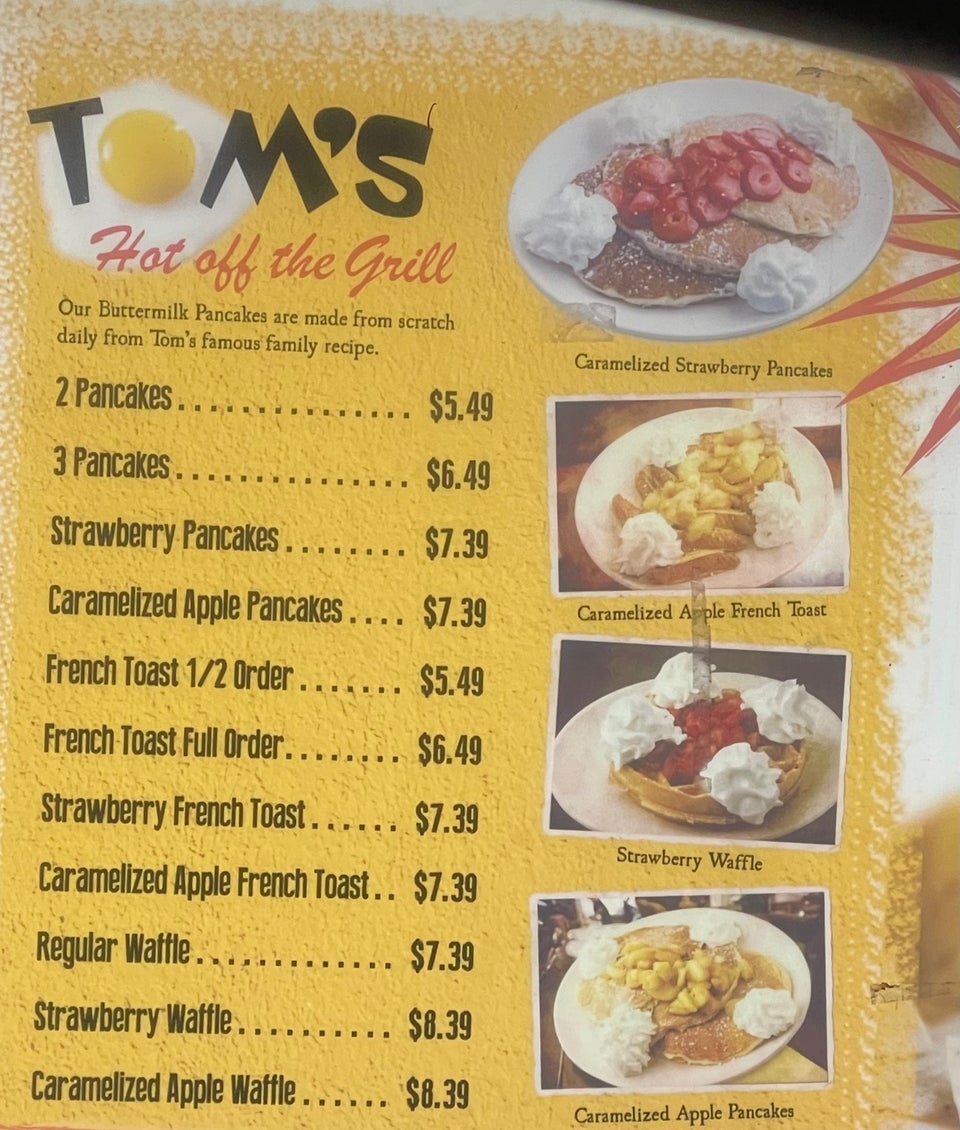 TOM'S
Hot off the Grill
Our Buttermilk Pancakes are made from scratch
daily from Tom's famous family recipe.
2 Pancakes . . . . . . . . . . . . . . . $5.49
3 Pancakes . . . . . . . . . . . . . . . $6.49
Strawberry Pancakes . . . . . . . . $7.39
Caramelized Apple Pancakes . . . . $7.39
French Toast 1/2 Order . . . . . . . $5.49
French Toast Full Order . . . . . . . . $6.49
Strawberry French Toast . . . . . . $7.39
Caramelized Apple French Toast . . $7.39
Regular Waffle . . . . . . . . . . . . . $7.39
Strawberry Waffle . . . . . . . . . . $8.39
Caramelized Apple Waffle . . . . . . $8.39
Caramelized Strawberry Pancakes
Caramelized Apple French Toast
Strawberry Waffle
Caramelized Apple Pancakes